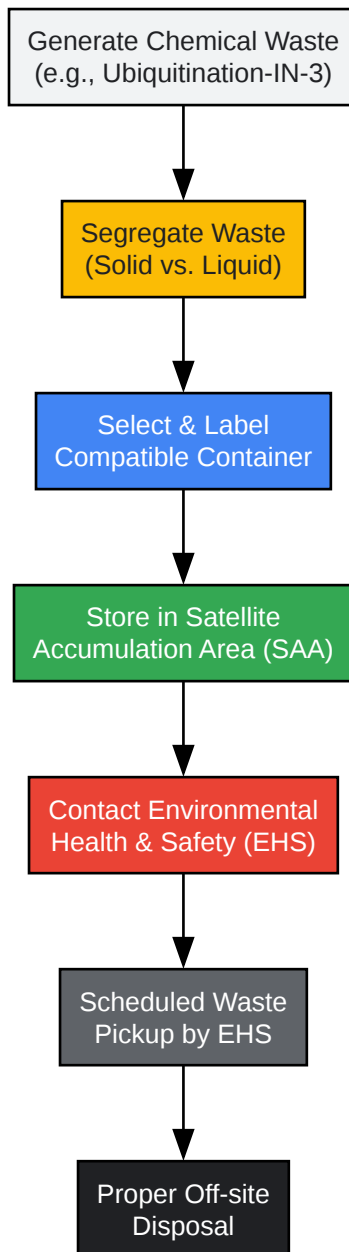 Generate Chemical Waste
(e.g., Ubiquitination-IN-3)
Segregate Waste
(Solid vs. Liquid)
Select & Label
Compatible Container
Store in Satellite
Accumulation Area (SAA)
Contact Environmental
Health & Safety (EHS)
Scheduled Waste
Pickup by EHS
Proper Off-site
Disposal